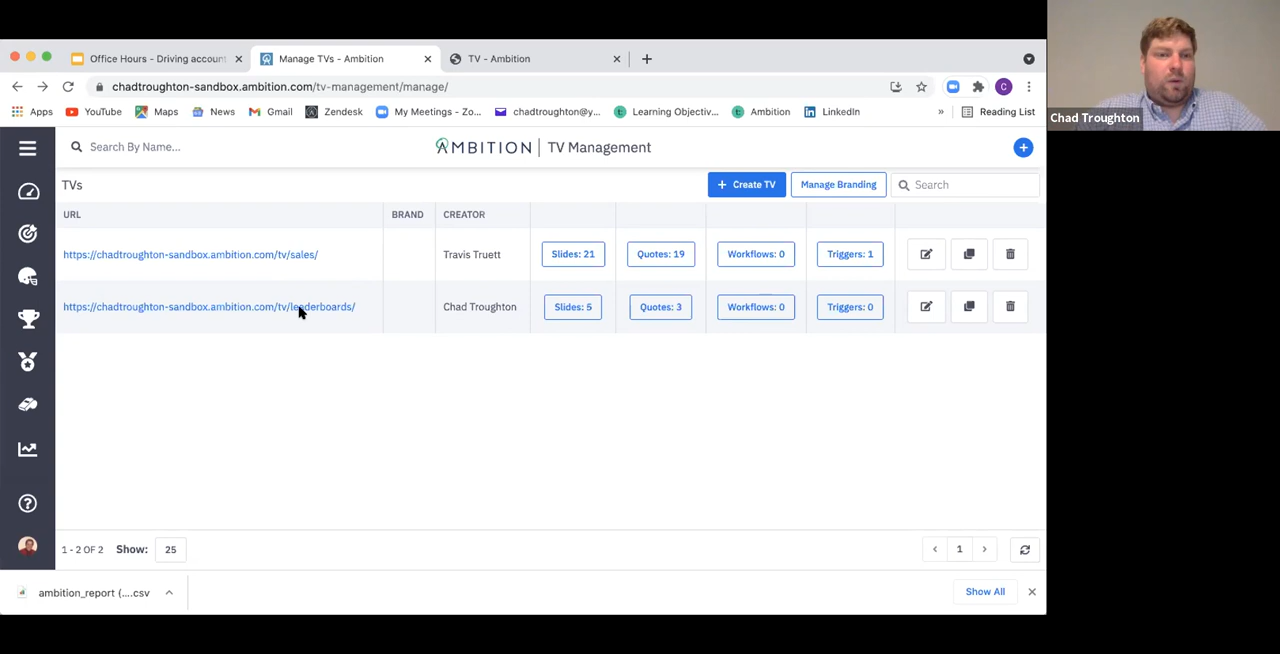 Office Hours - Driving account
Manage TVs - Ambition
TV - Ambition
chadtroughton-sandbox.ambition.com/tv-management/manage/
C
Apps
YouTube
Maps
News
Gmail
Zendesk
My Meetings - Zo...
chadtroughton@y...
Learning Objectiv...
Ambition
LinkedIn
»
Reading List
Chad Troughton
Search By Name...
AMBITION | TV Management
TVs
+ Create TV
Manage Branding
Search
URL
BRAND
CREATOR
https://chadtroughton-sandbox.ambition.com/tv/sales/
Travis Truett
Slides: 21
Quotes: 19
Workflows: 0
Triggers: 1
https://chadtroughton-sandbox.ambition.com/tv/leaderboards/
Chad Troughton
Slides: 5
Quotes: 3
Workflows: 0
Triggers: 0
1 - 2 OF 2
Show:
25
1
ambition_report (....csv
Show All